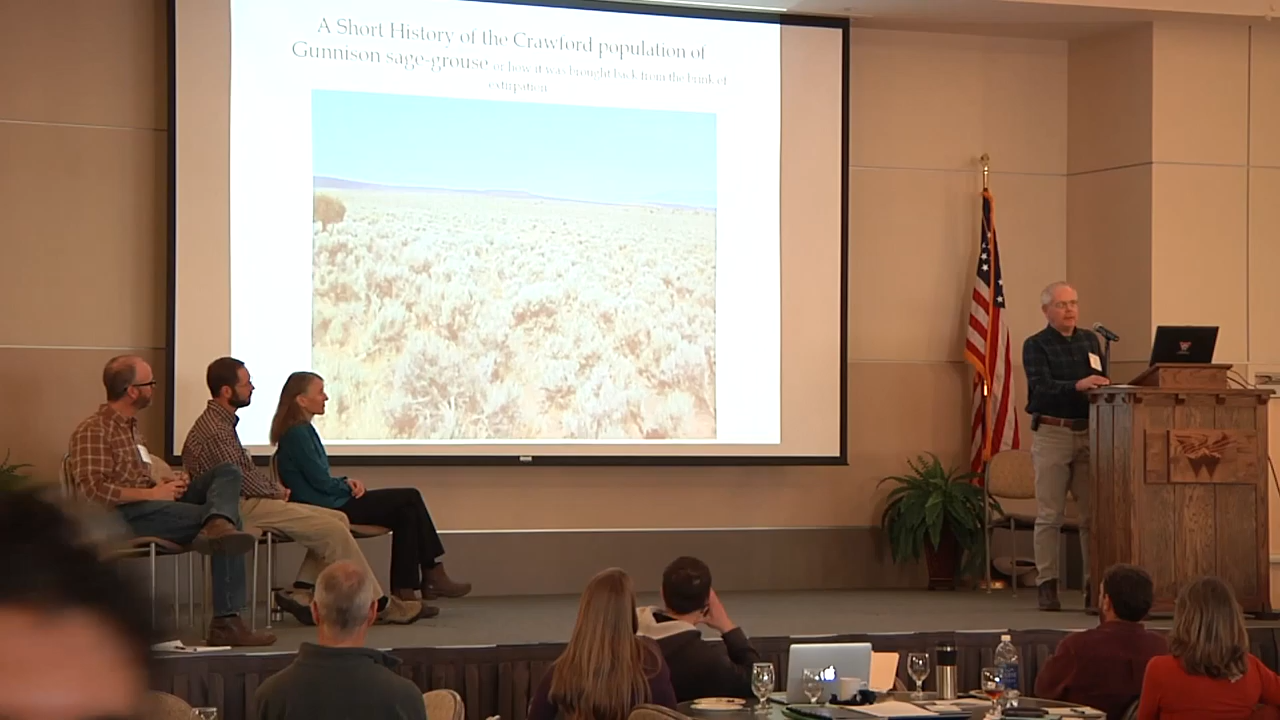 A Short History of the Crawford population of
Gunnison sage-grouse or how it was brought back from the brink of
extirpation